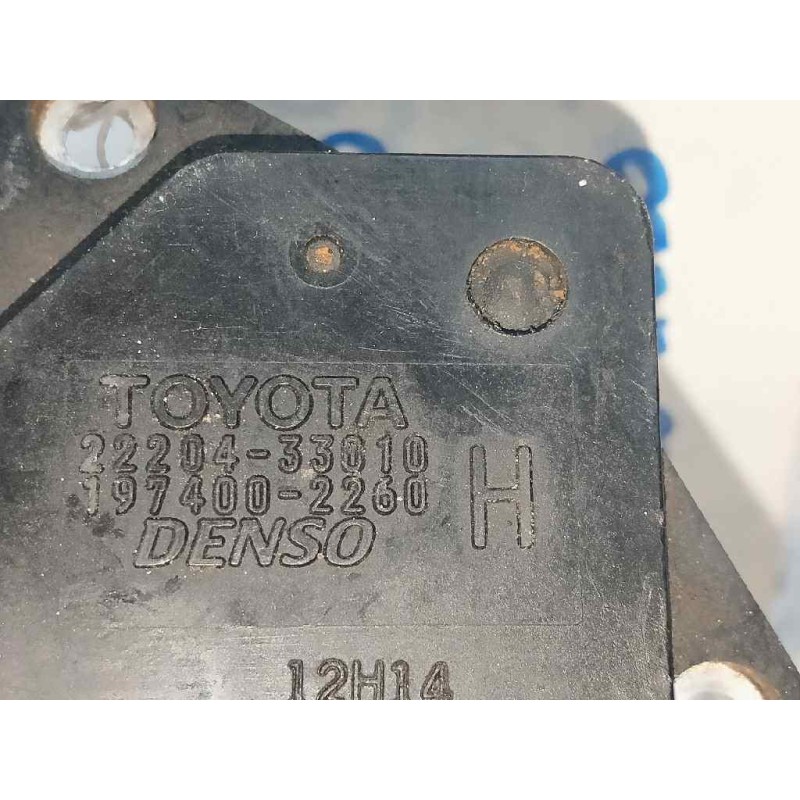 TOYOTA
22204-33010
197400-2260
DENSO
H
12H14